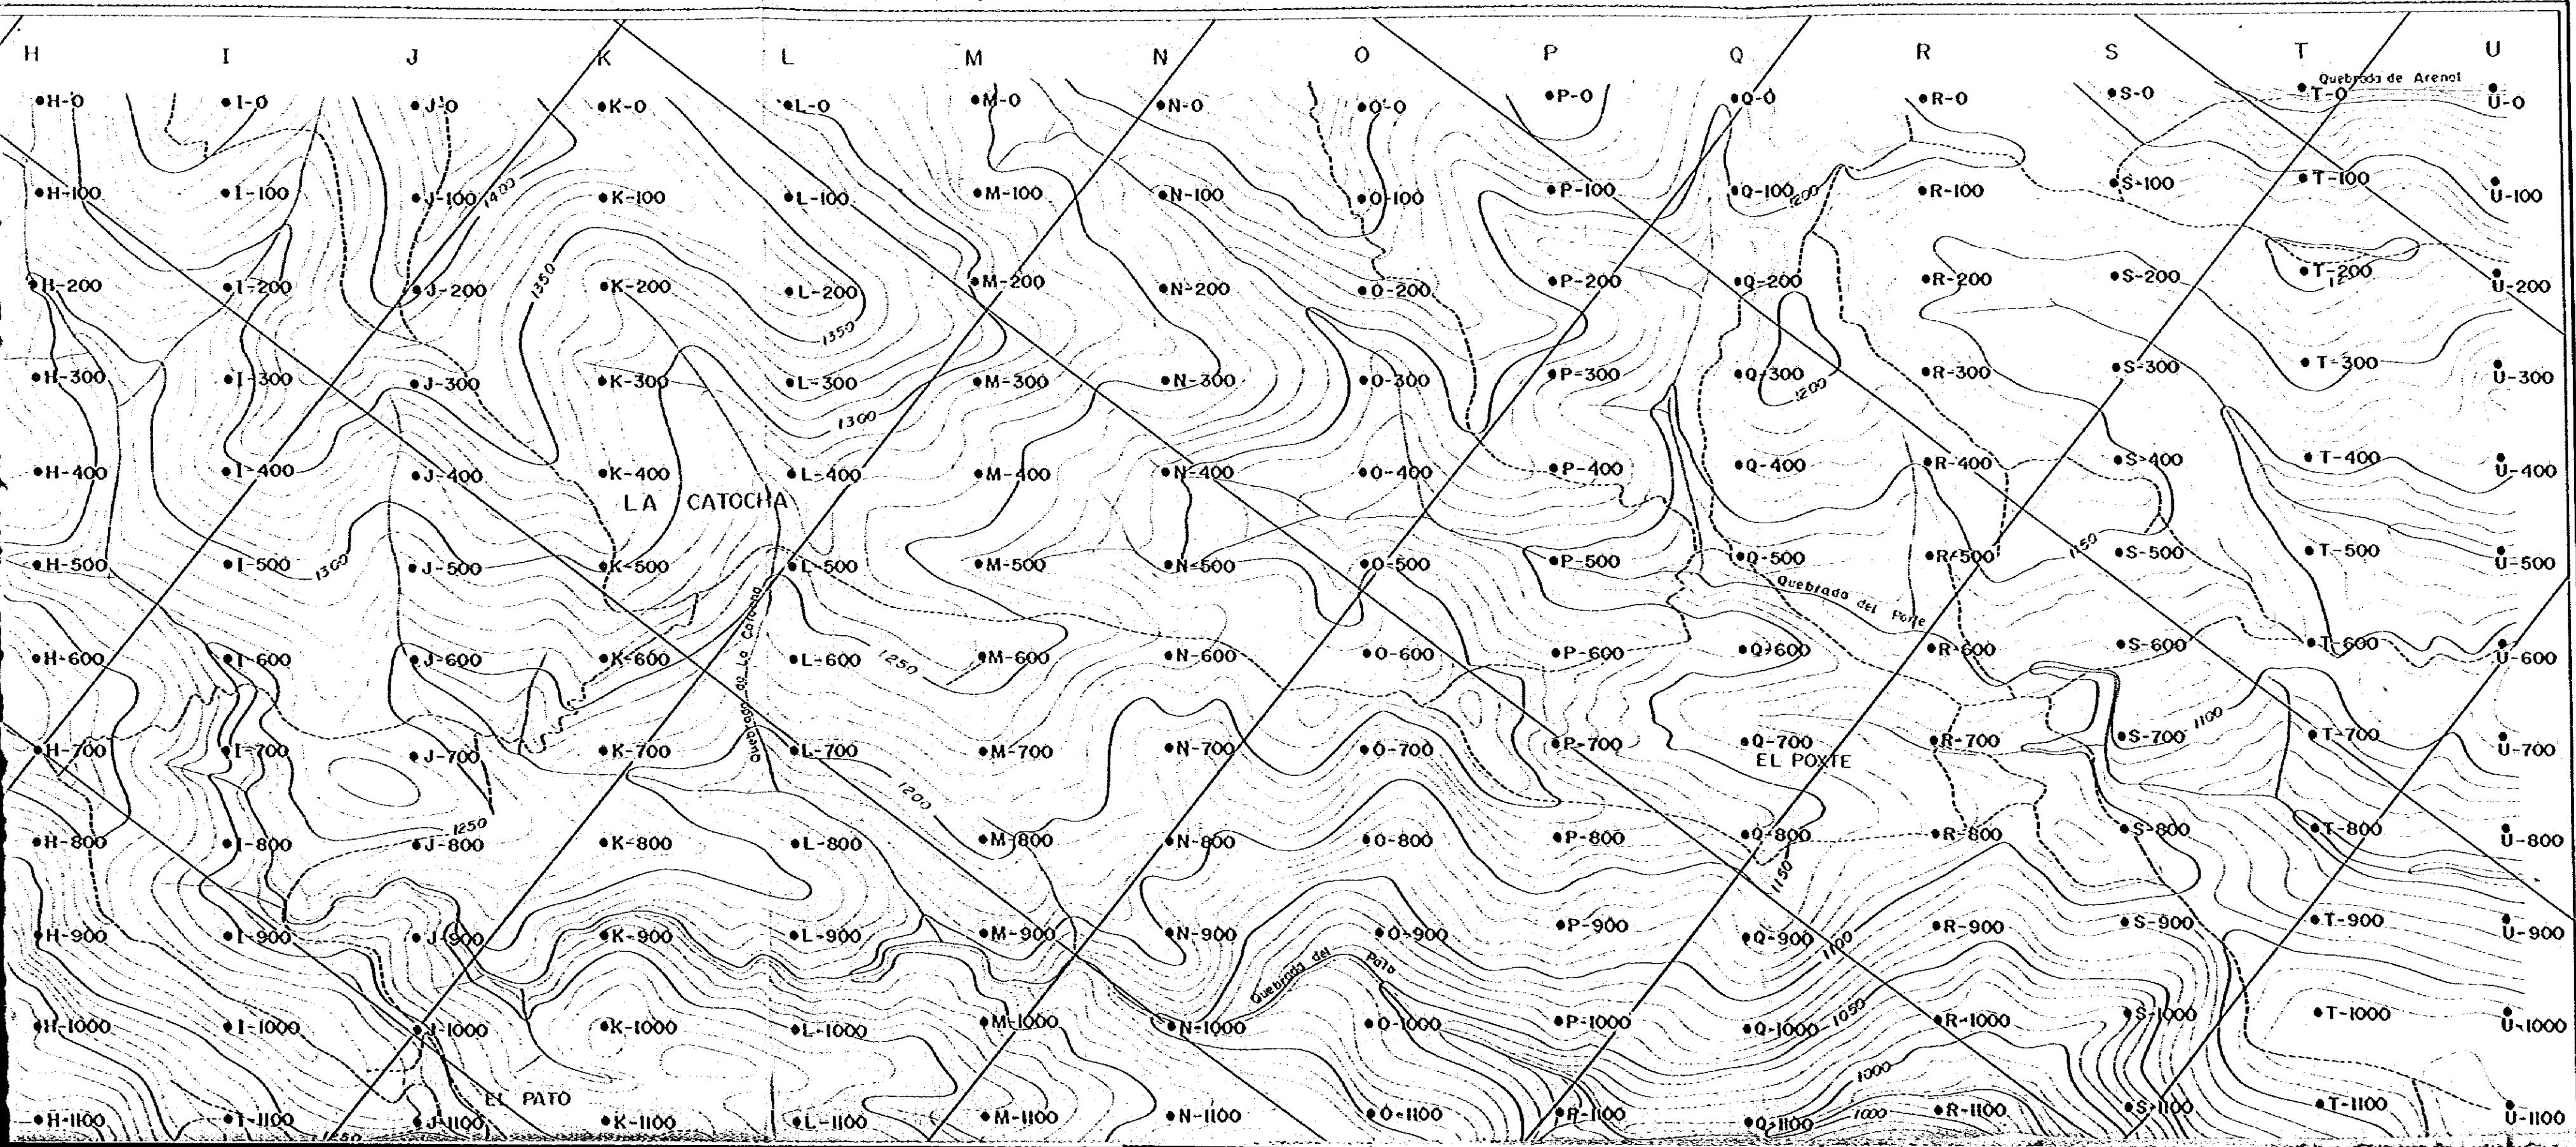 H I J K L M N O P Q R S T U
Quebrada de Arenal
H-0 I-0 J-0 K-0 L-0 M-0 N-0 O-0 P-0 Q-0 R-0 S-0 T-0 U-0
H-100 I-100 J-100 1400 K-100 L-100 M-100 N-100 O-100 P-100 Q-100 1200 R-100 S-100 T-100 U-100
H-200 I-200 J-200 1350 K-200 L-200 M-200 N-200 O-200 P-200 Q-200 R-200 S-200 T-200 U-200
1350
H-300 I-300 J-300 K-300 L-300 M-300 N-300 O-300 P-300 Q-300 R-300 S-300 T-300 U-300
1300 1200
H-400 I-400 J-400 K-400 L-400 M-400 N-400 O-400 P-400 Q-400 R-400 S-400 T-400 U-400
LA CATOCHA
H-500 1300 I-500 J-500 K-500 L-500 M-500 N-500 O-500 P-500 Q-500 R-500 1150 S-500 T-500 U-500
Quebrada del
Quebrada de La Catocha
H-600 I-600 J-600 K-600 L-600 1250 M-600 N-600 O-600 P-600 Q-600 R-600 S-600 T-600 U-600
H-700 I-700 J-700 K-700 L-700 M-700 N-700 O-700 P-700 Q-700 R-700 S-700 1100 T-700 U-700
EL POXTE
1200
1250
H-800 I-800 J-800 K-800 L-800 M-800 N-800 O-800 P-800 Q-800 R-800 S-800 T-800 U-800
1150
H-900 I-900 J-900 K-900 L-900 M-900 N-900 O-900 P-900 Q-900 1100 R-900 S-900 T-900 U-900
Quebrada del Pato
H-1000 I-1000 J-1000 K-1000 L-1000 M-1000 N-1000 O-1000 P-1000 Q-1000 1050 R-1000 S-1000 T-1000 U-1000
1000
EL PATO
H-1100 I-1100 J-1100 K-1100 L-1100 M-1100 N-1100 O-1100 P-1100 Q-1100 1000 R-1100 S-1100 T-1100 U-1100
1250